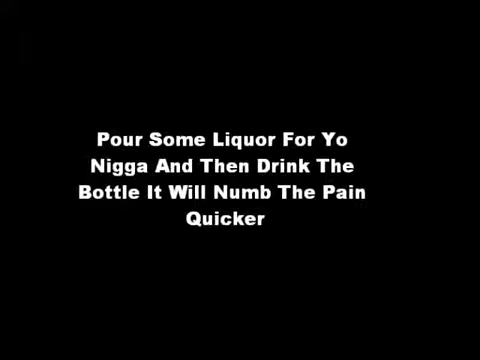 Pour Some Liquor For Yo
Nigga And Then Drink The
Bottle It Will Numb The Pain
Quicker